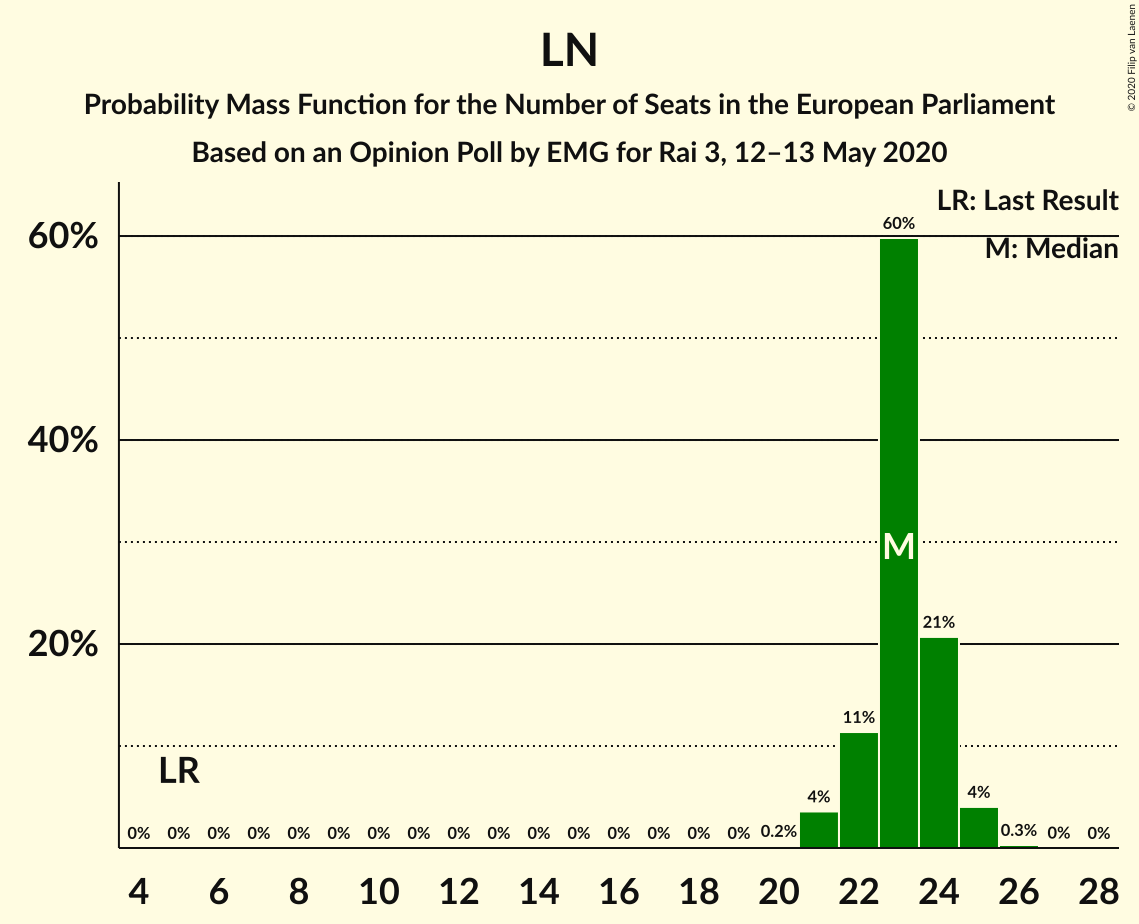 LN
Probability Mass Function for the Number of Seats in the European Parliament
Based on an Opinion Poll by EMG for Rai 3, 12–13 May 2020
© 2020 Filip van Laenen
LR: Last Result
M: Median
60%
40%
20%
60%
M
21%
11%
LR
4%
4%
0% 0% 0% 0% 0% 0% 0% 0% 0% 0% 0% 0% 0% 0% 0% 0% 0.2% 0.3% 0% 0%
4 6 8 10 12 14 16 18 20 22 24 26 28